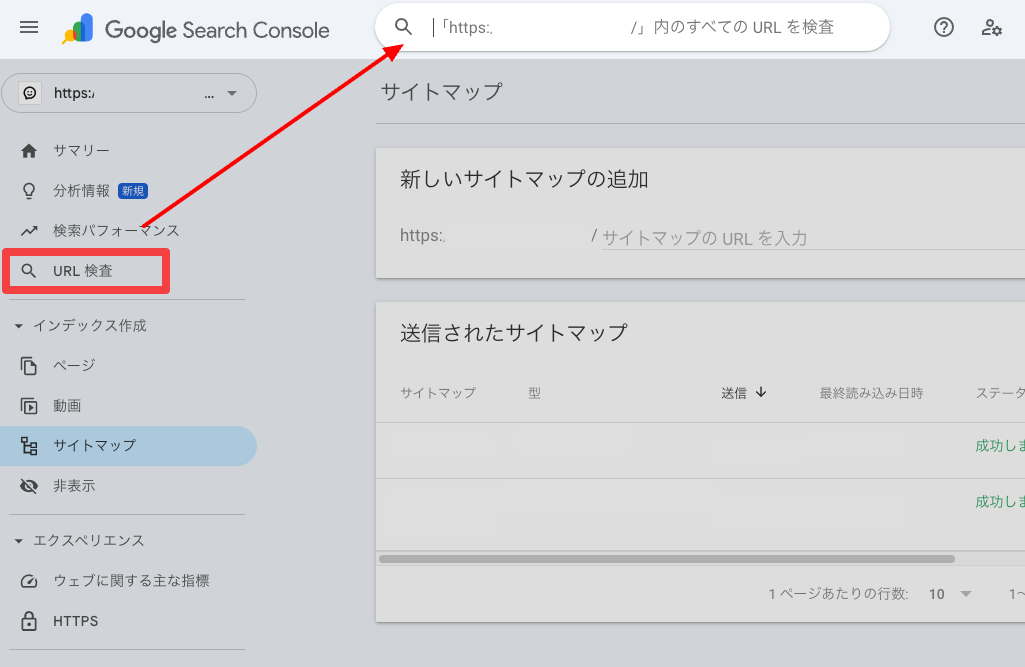 Google Search Console
「https:/ /」内のすべての URL を検査
https:/ ...
サマリー
分析情報 新規
検索パフォーマンス
URL 検査
インデックス作成
ページ
動画
サイトマップ
非表示
エクスペリエンス
ウェブに関する主な指標
HTTPS
サイトマップ
新しいサイトマップの追加
https: / サイトマップの URL を入力
送信されたサイトマップ
サイトマップ 型 送信 最終読み込み日時 ステータ
成功しま
成功しま
1 ページあたりの行数: 10 1~